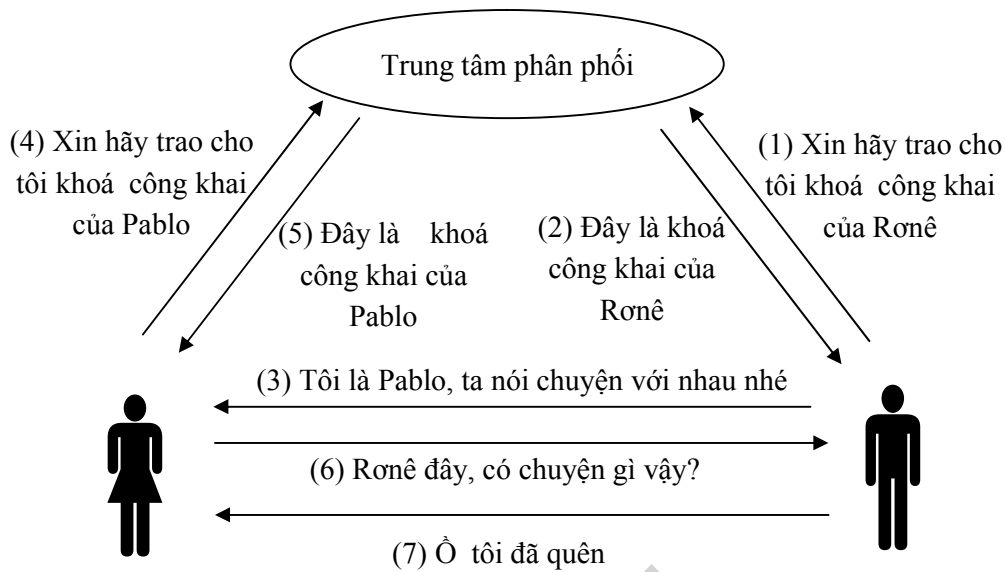 Trung tâm phân phối
(4) Xin hãy trao cho
tôi khoá công khai
của Pablo
(1) Xin hãy trao cho
tôi khoá công khai
của Rơnê
(5) Đây là khoá
công khai của
Pablo
(2) Đây là khoá
công khai của
Rơnê
(3) Tôi là Pablo, ta nói chuyện với nhau nhé
(6) Rơnê đây, có chuyện gì vậy?
(7) Ồ tôi đã quên